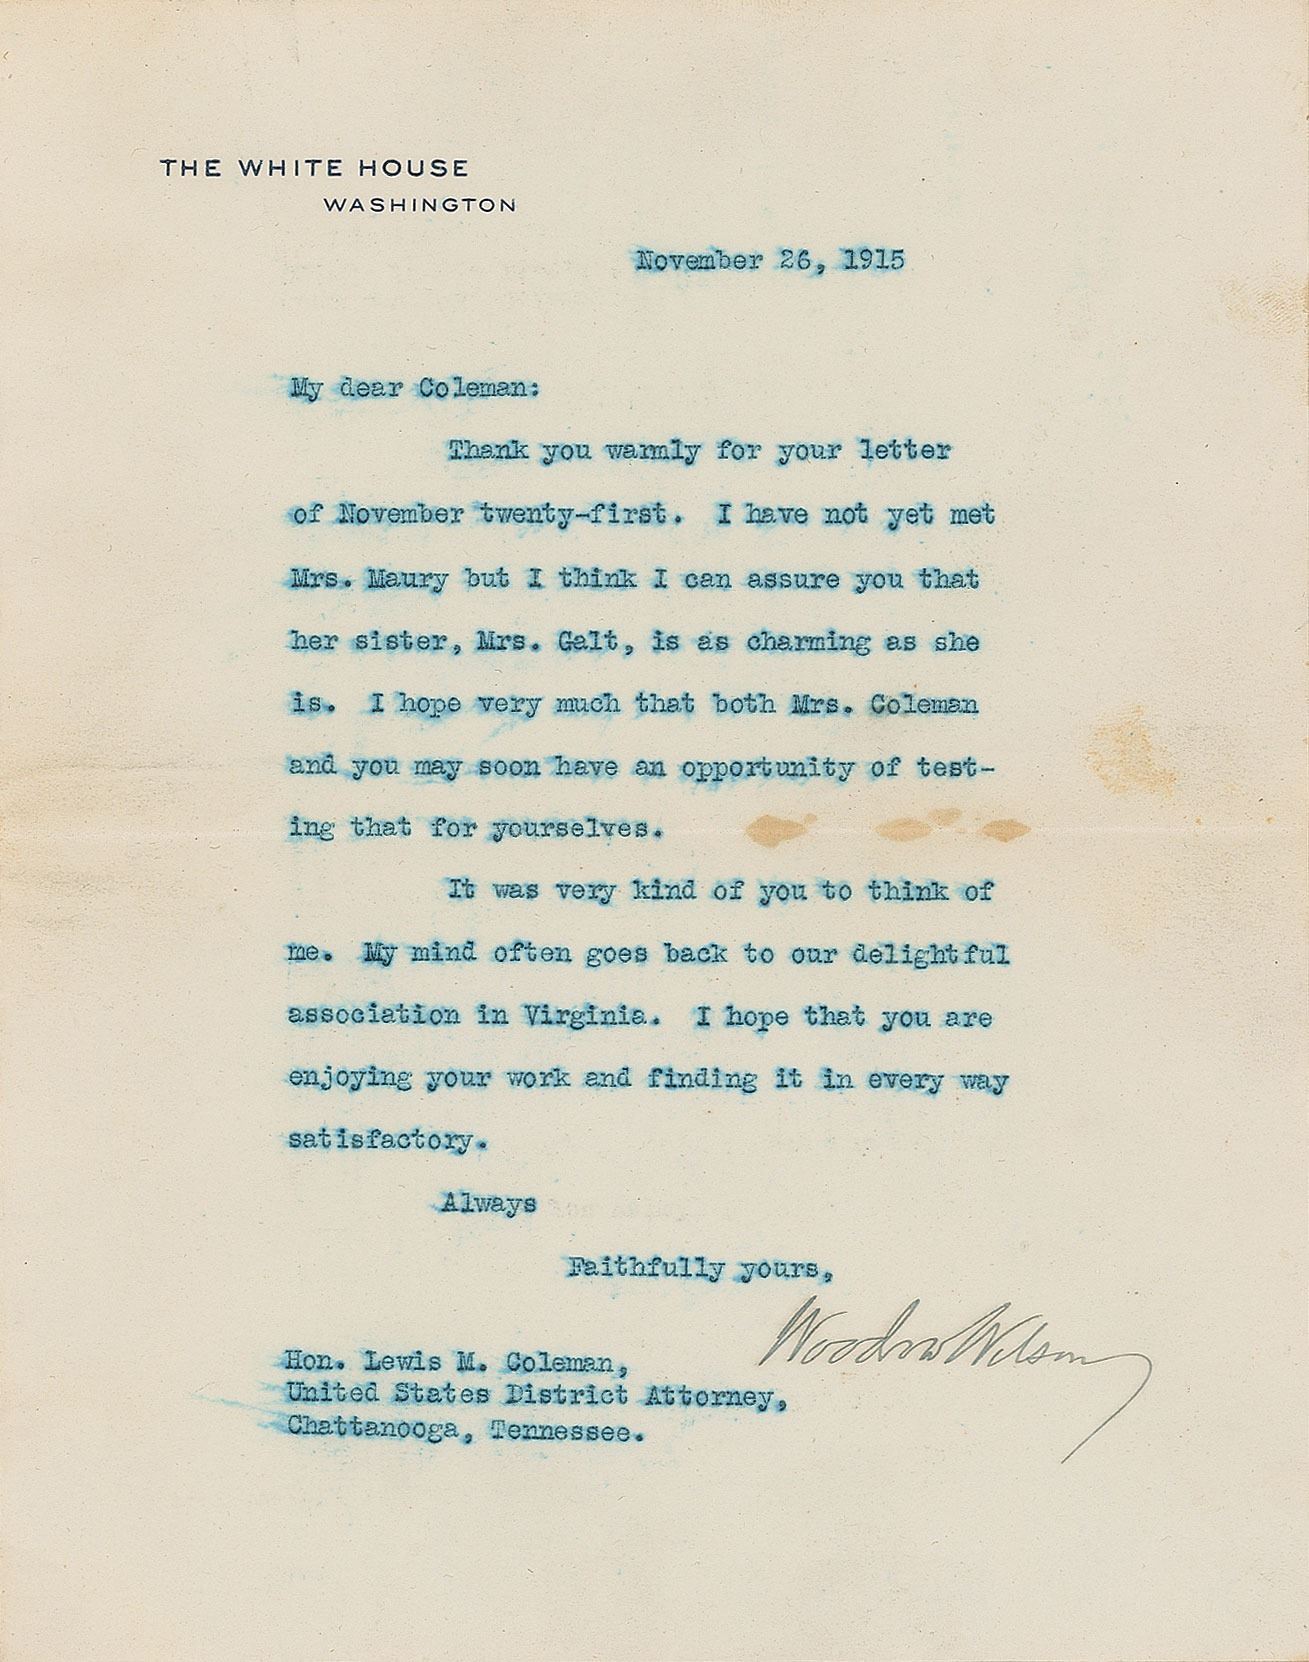 THE WHITE HOUSE
WASHINGTON
November 26, 1915
My dear Coleman:
Thank you warmly for your letter
of November twenty-first. I have not yet met
Mrs. Maury but I think I can assure you that
her sister, Mrs. Galt, is as charming as she
is. I hope very much that both Mrs. Coleman
and you may soon have an opportunity of test-
ing that for yourselves.
It was very kind of you to think of
me. My mind often goes back to our delightful
association in Virginia. I hope that you are
enjoying your work and finding it in every way
satisfactory.
Always
Faithfully yours,
Woodrow Wilson
Hon. Lewis M. Coleman,
United States District Attorney,
Chattanooga, Tennessee.